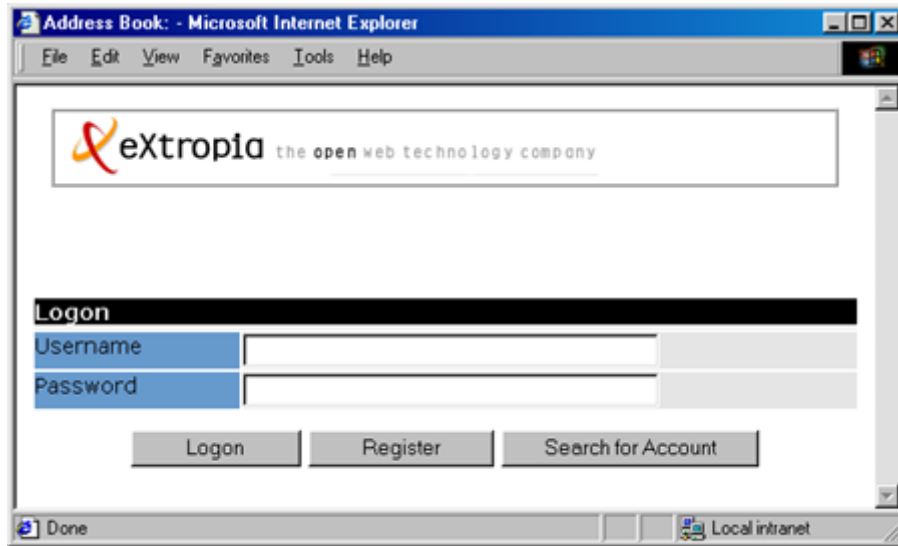 Address Book: - Microsoft Internet Explorer
File Edit View Favorites Tools Help
eXtropia the open web technology company
Logon
Username
Password
Logon Register Search for Account
Done Local intranet